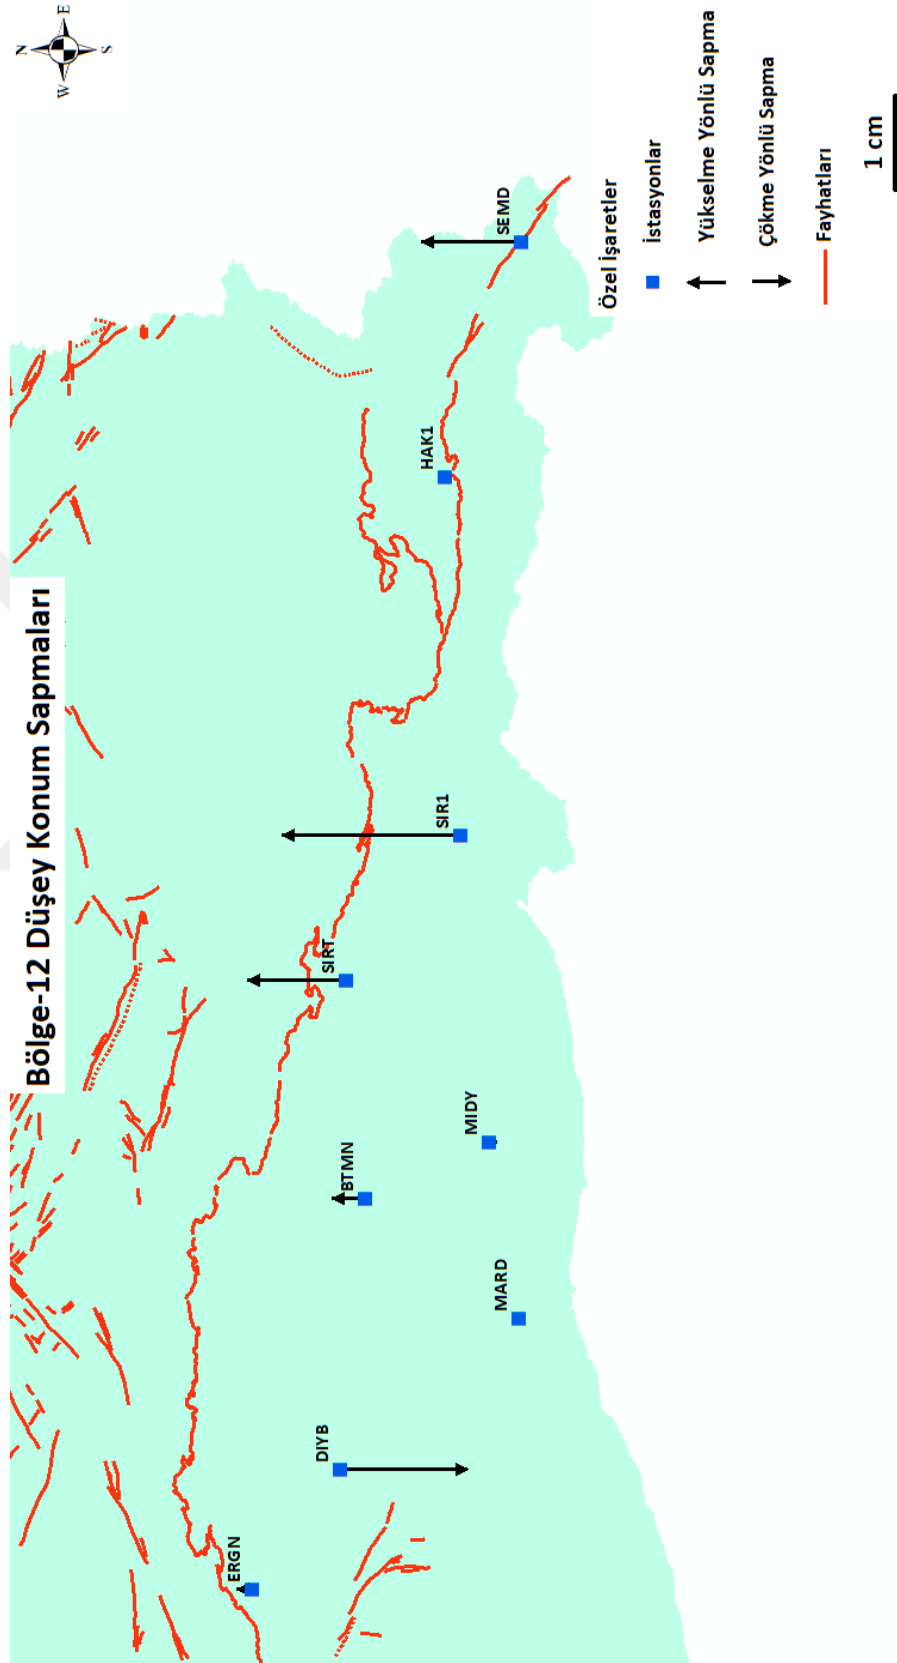 Bölge-12 Düşey Konum Sapmaları
N
W
E
S
ERGN
DIYB
MARD
BTMN
MIDY
SIRT
SIR1
HAK1
SEMD
Özel İşaretler
İstasyonlar
Yükselme Yönlü Sapma
Çökme Yönlü Sapma
Fayhatları
1 cm